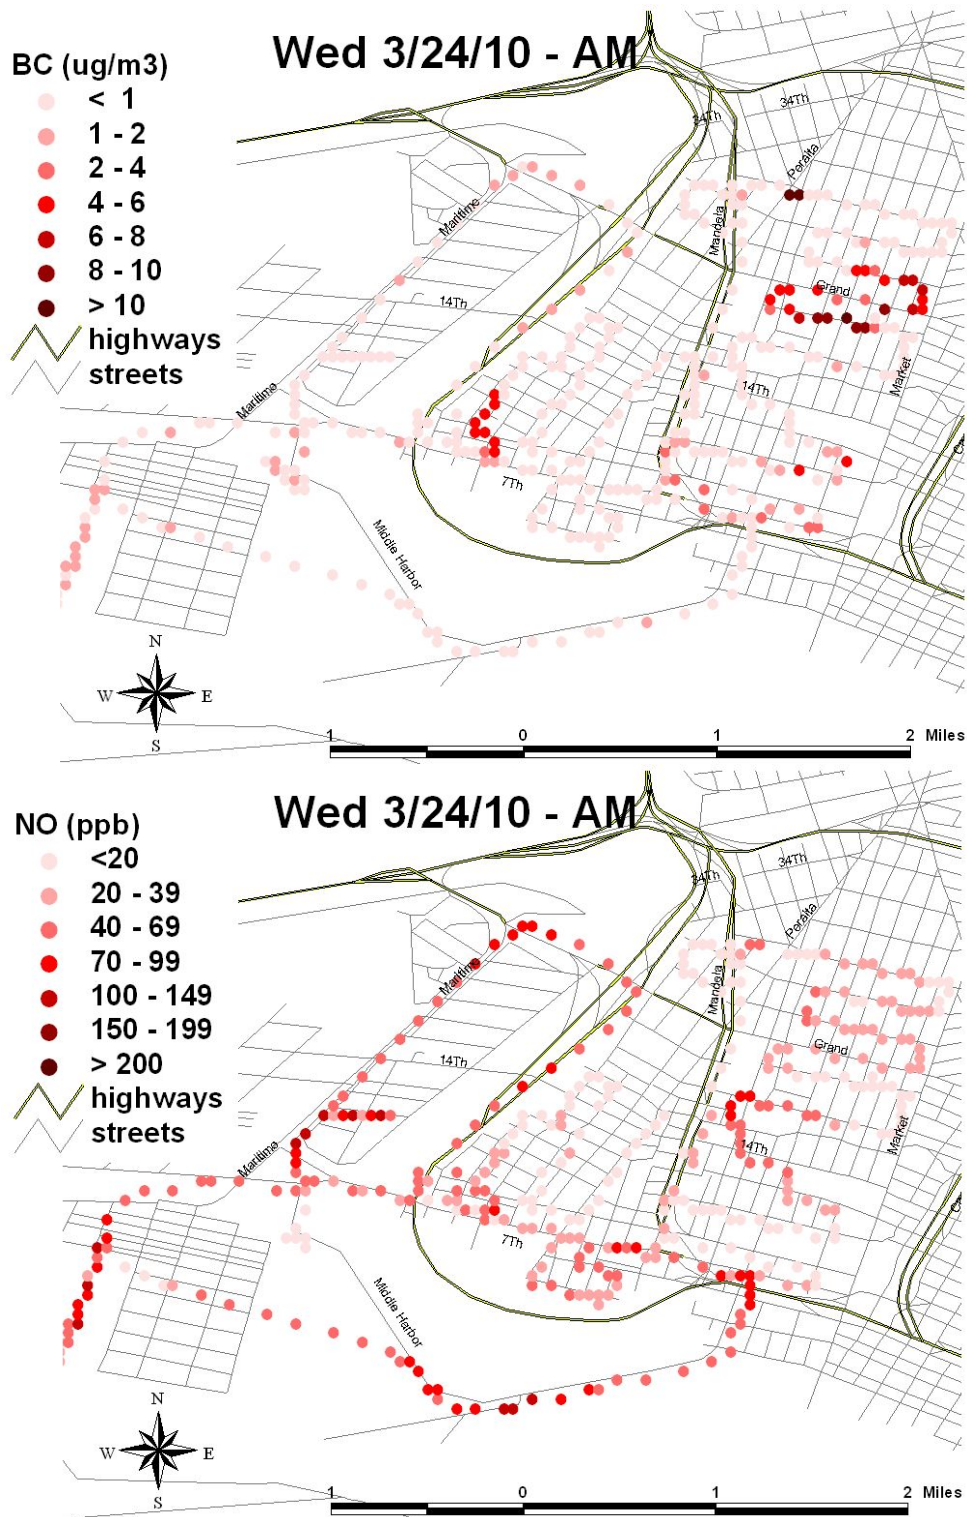 Wed 3/24/10 - AM
BC (ug/m3)
< 1
1 - 2
2 - 4
4 - 6
6 - 8
8 - 10
> 10
highways
streets
34Th
34Th
Peralta
Maritime
Mandela
Grand
14Th
Market
14Th
Maritime
7Th
Middle Harbor
N
W E
S
1 0 1 2 Miles
Wed 3/24/10 - AM
NO (ppb)
<20
20 - 39
40 - 69
70 - 99
100 - 149
150 - 199
> 200
highways
streets
34Th
34Th
Peralta
Maritime
Mandela
Grand
14Th
Market
14Th
Maritime
7Th
Middle Harbor
N
W E
S
1 0 1 2 Miles